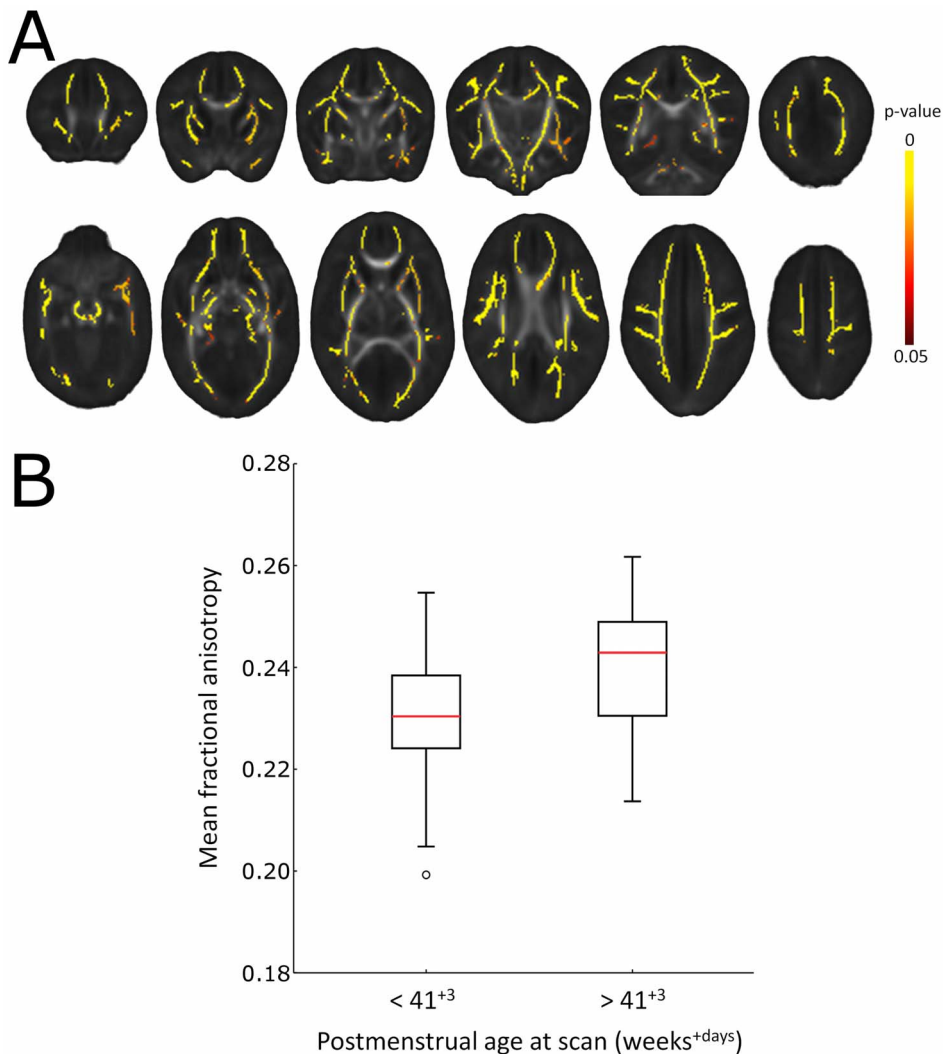 A
p-value
0
0.05
B
0.28
0.26
0.24
0.22
0.20
0.18
Mean fractional anisotropy
< 41⁺³
> 41⁺³
Postmenstrual age at scan (weeks⁺ᵈᵃʸˢ)